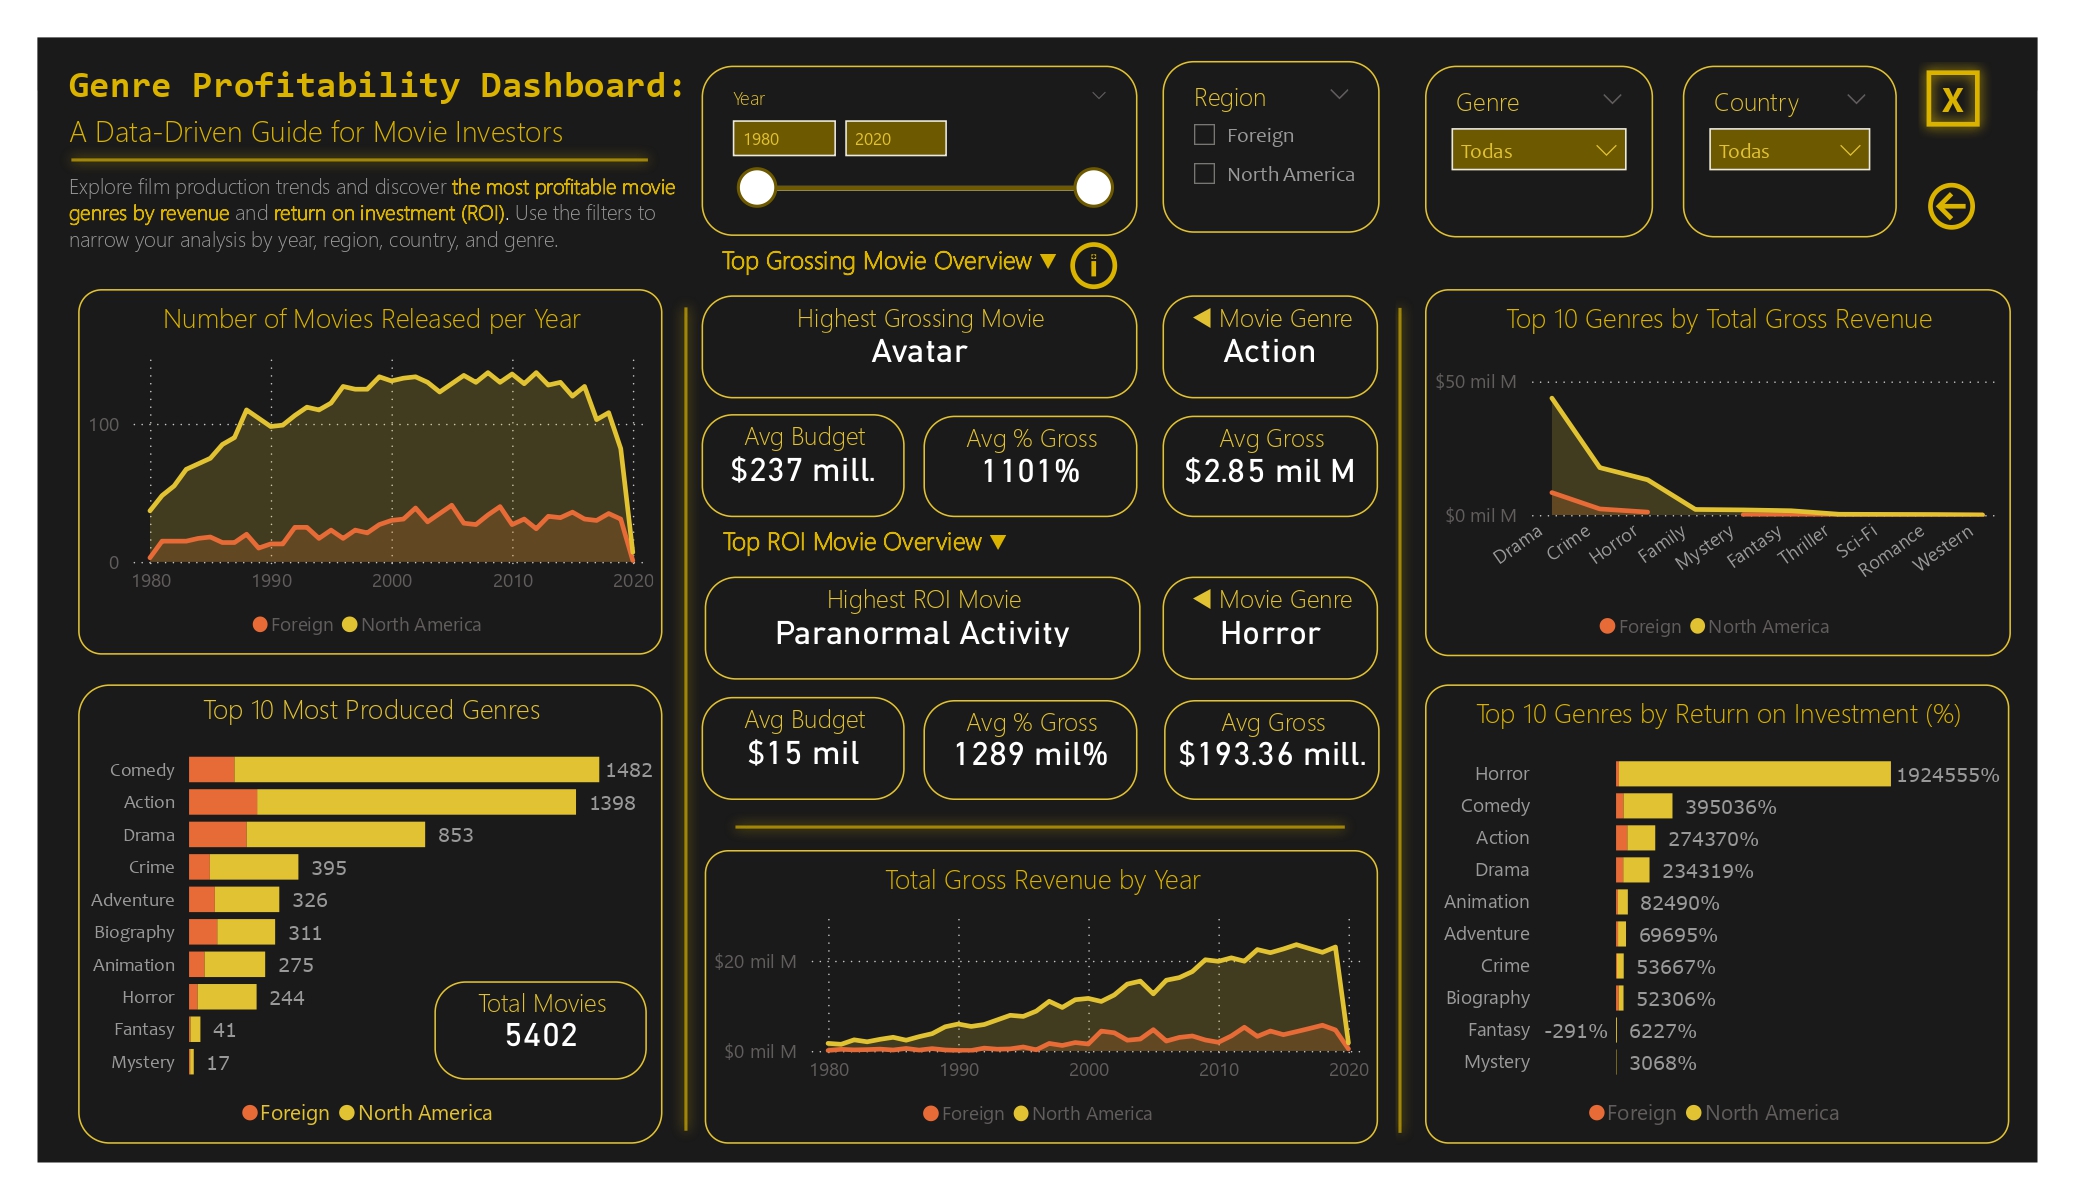 Genre Profitability Dashboard:
A Data-Driven Guide for Movie Investors
Explore film production trends and discover the most profitable movie
genres by revenue and return on investment (ROI). Use the filters to
narrow your analysis by year, region, country, and genre.
Year
1980 2020
Region
Foreign
North America
Genre
Todas
Country
Todas
X
Number of Movies Released per Year
100
0
1980 1990 2000 2010 2020
Foreign North America
Top 10 Most Produced Genres
Comedy 1482
Action 1398
Drama 853
Crime 395
Adventure 326
Biography 311
Animation 275
Horror 244
Fantasy 41
Mystery 17
Total Movies
5402
Foreign North America
Top Grossing Movie Overview ▼ i
Highest Grossing Movie
Avatar
◀ Movie Genre
Action
Avg Budget
$237 mill.
Avg % Gross
1101%
Avg Gross
$2.85 mil M
Top ROI Movie Overview ▼
Highest ROI Movie
Paranormal Activity
◀ Movie Genre
Horror
Avg Budget
$15 mil
Avg % Gross
1289 mil%
Avg Gross
$193.36 mill.
Total Gross Revenue by Year
$20 mil M
$0 mil M
1980 1990 2000 2010 2020
Foreign North America
Top 10 Genres by Total Gross Revenue
$50 mil M
$0 mil M
Drama Crime Horror Family Mystery Fantasy Thriller Sci-Fi Romance Western
Foreign North America
Top 10 Genres by Return on Investment (%)
Horror 1924555%
Comedy 395036%
Action 274370%
Drama 234319%
Animation 82490%
Adventure 69695%
Crime 53667%
Biography 52306%
Fantasy -291% 6227%
Mystery 3068%
Foreign North America